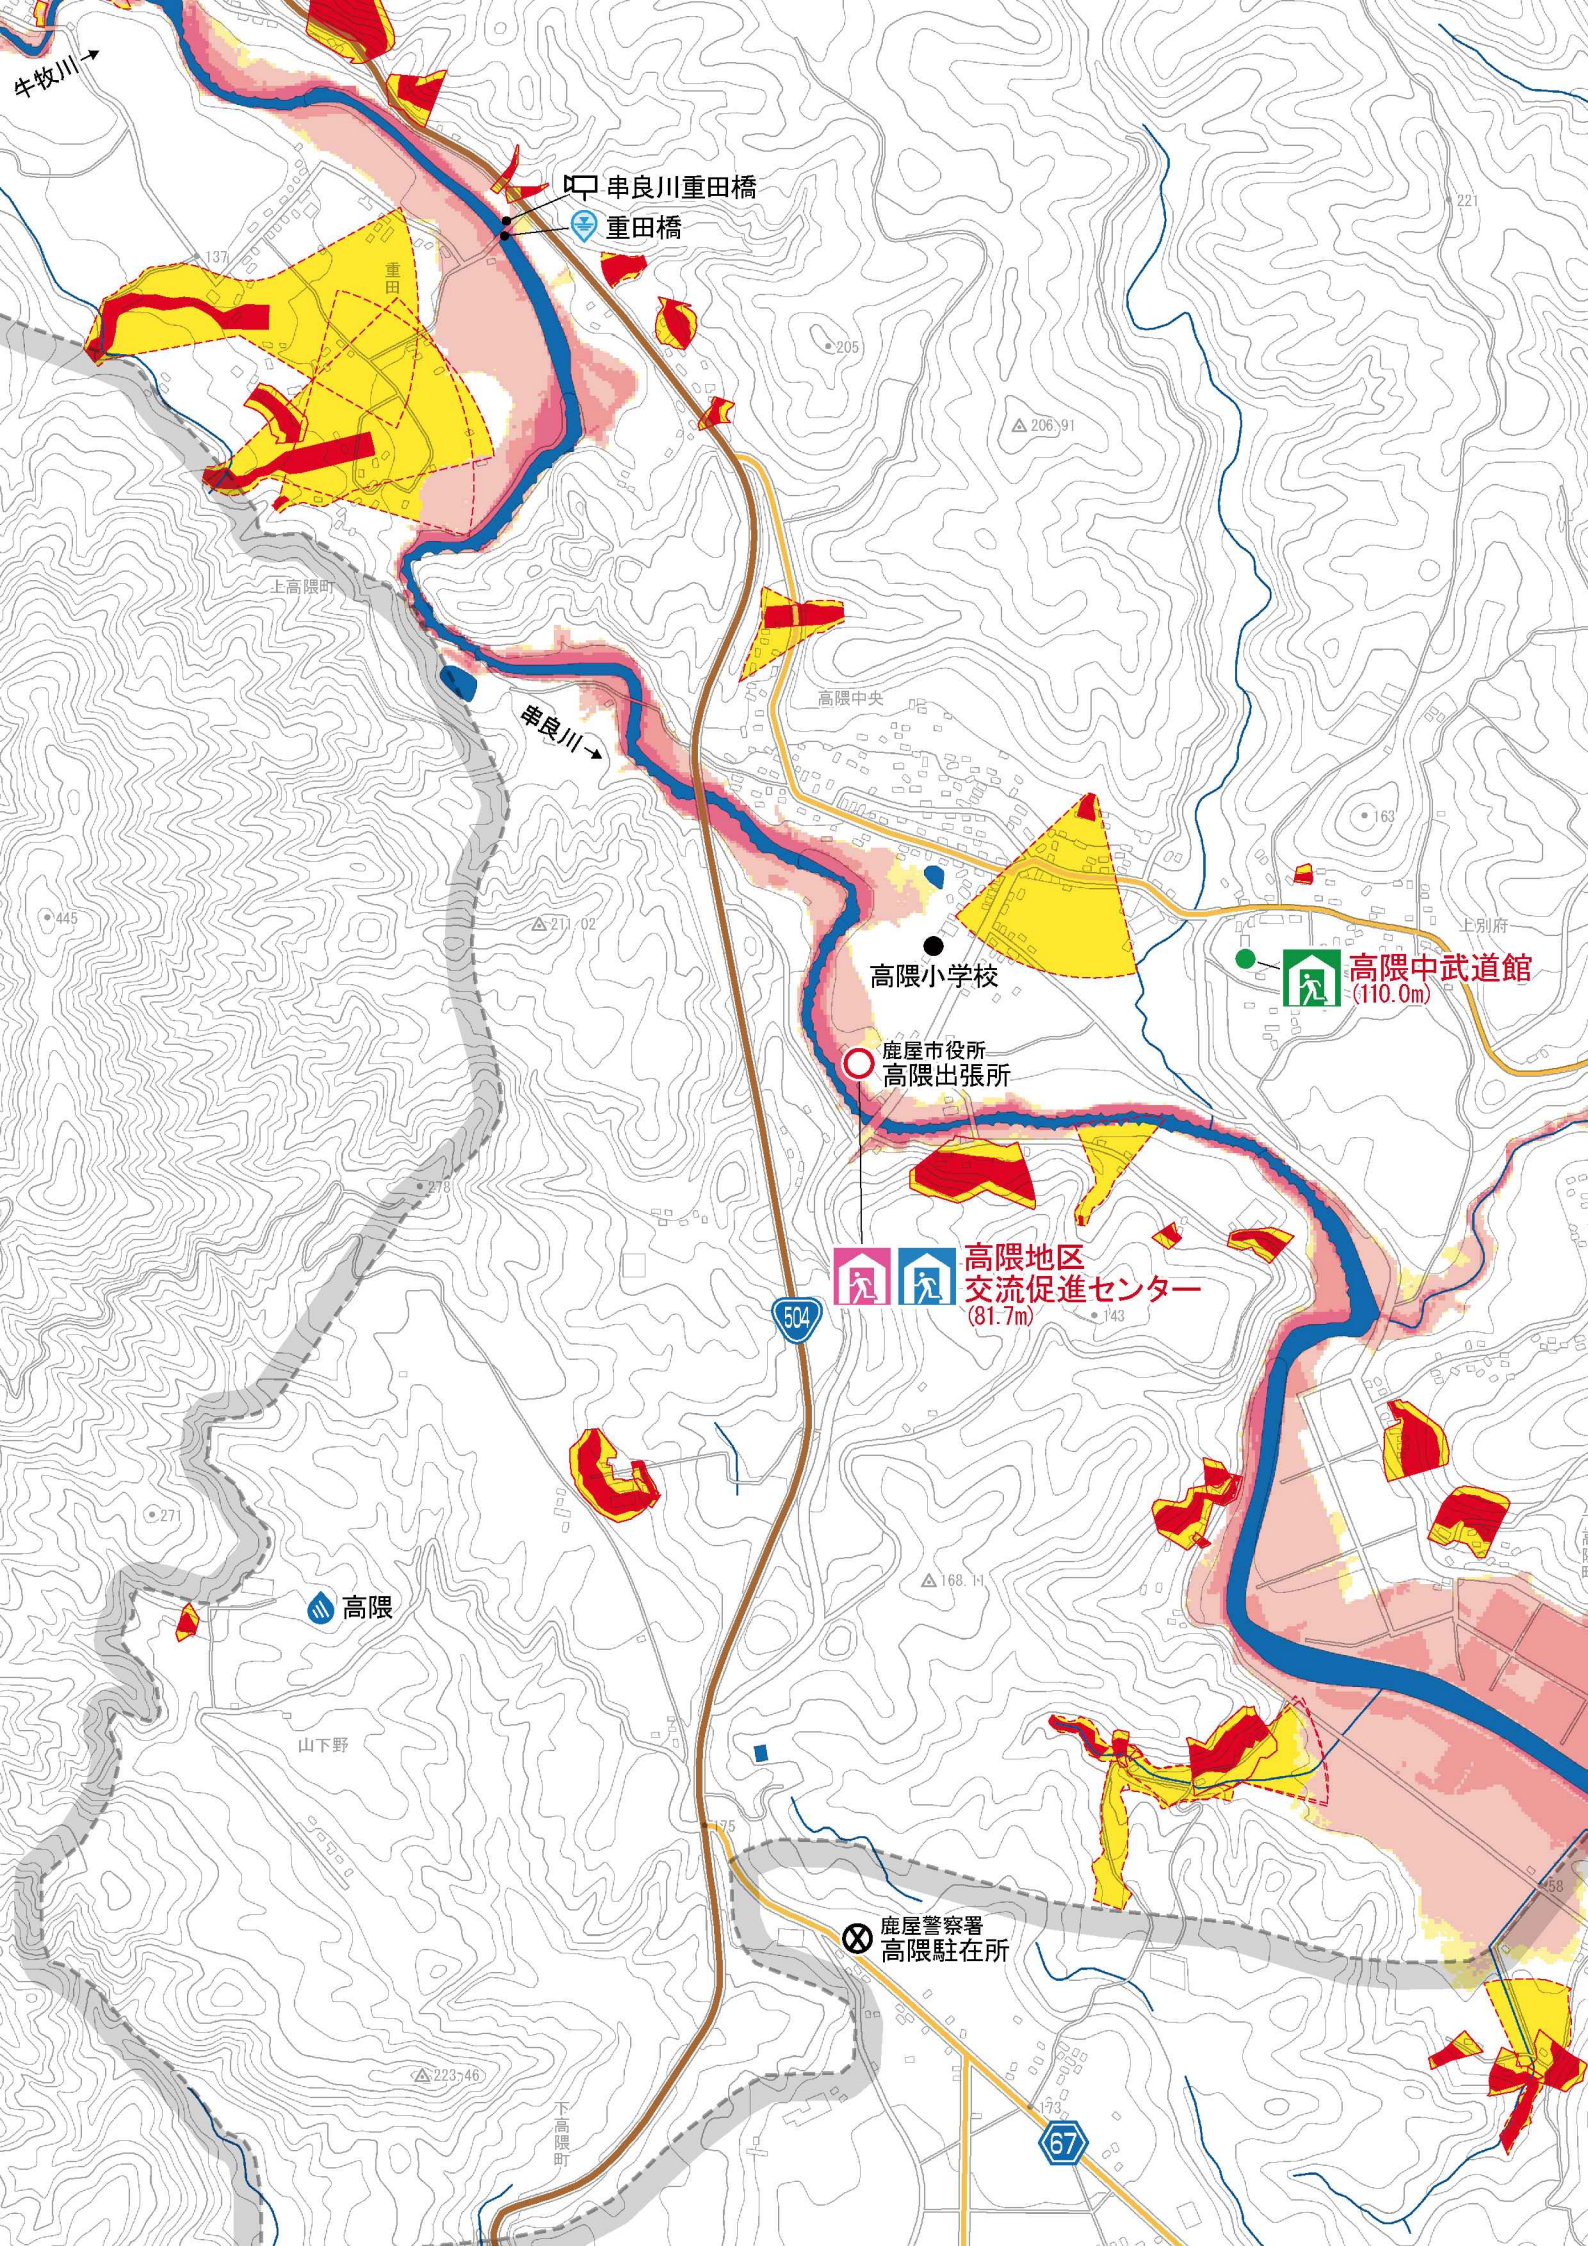 牛牧川→
串良川重田橋
重田橋
221
137
重田
205
206.91
上高隈町
高隈中央
串良川→
163
445
211.02
上別府
高隈小学校
高隈中武道館
(110.0m)
鹿屋市役所
高隈出張所
278
高隈地区
交流促進センター
(81.7m)
143
504
271
168.11
高隈
山下野
175
58
鹿屋警察署
高隈駐在所
223.46
173
下高隈町
67